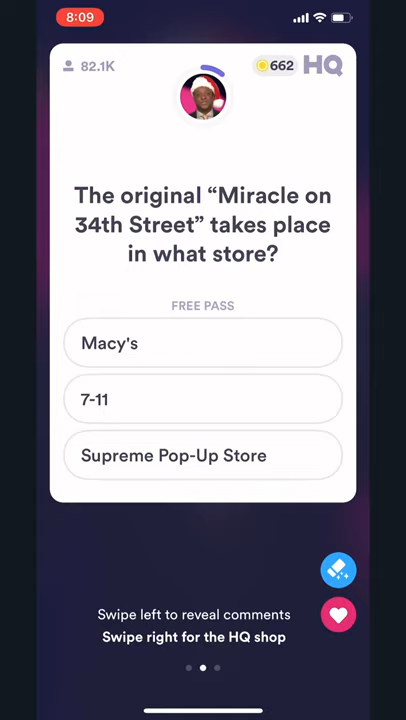 8:09
82.1K
662 HQ
The original “Miracle on
34th Street” takes place
in what store?
FREE PASS
Macy's
7-11
Supreme Pop-Up Store
Swipe left to reveal comments
Swipe right for the HQ shop